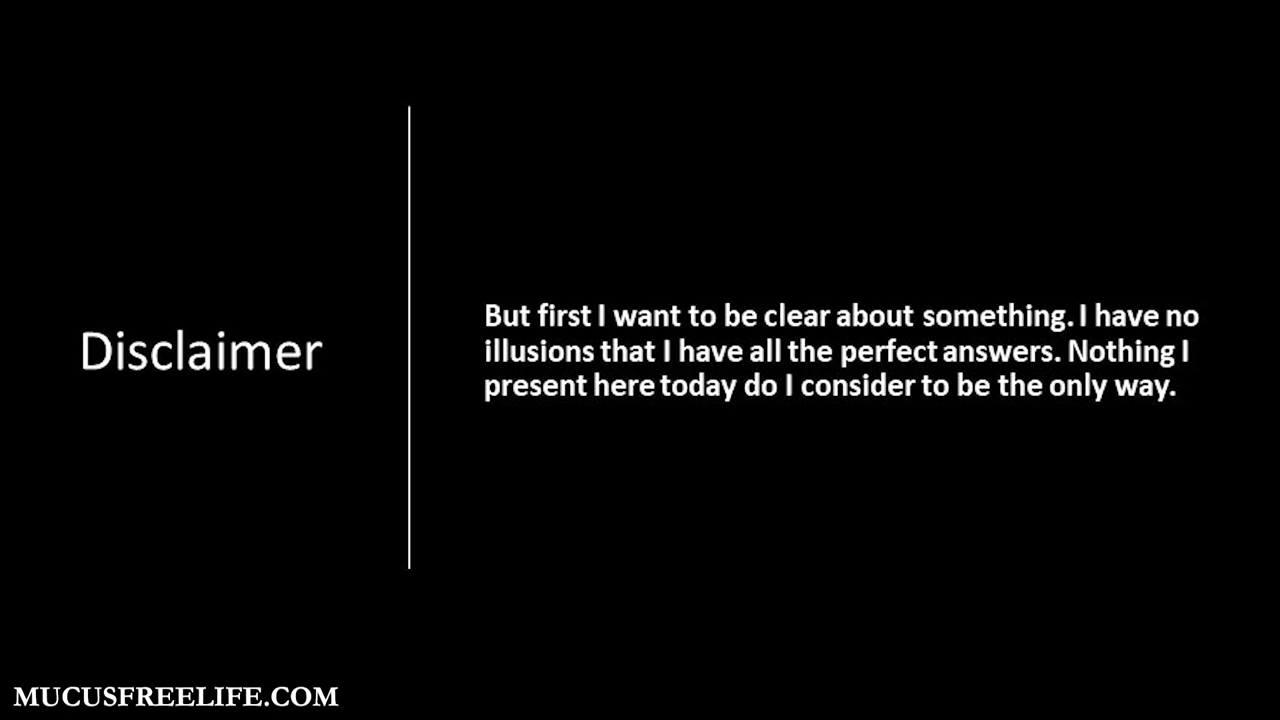 Disclaimer
But first I want to be clear about something. I have no
illusions that I have all the perfect answers. Nothing I
present here today do I consider to be the only way.
MUCUSFREELIFE.COM